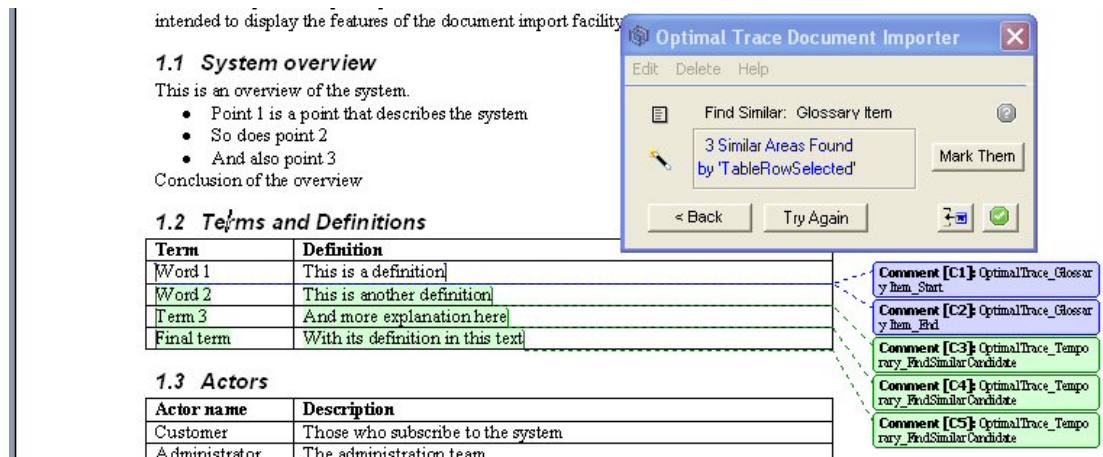 intended to display the features of the document import facility
1.1 System overview
This is an overview of the system.
• Point 1 is a point that describes the system
• So does point 2
• And also point 3
Conclusion of the overview
1.2 Terms and Definitions
Term Definition
Word 1 This is a definition
Word 2 This is another definition
Term 3 And more explanation here
Final term With its definition in this text
1.3 Actors
Actor name Description
Customer Those who subscribe to the system
Administrator The administration team
Optimal Trace Document Importer
Edit Delete Help
Find Similar: Glossary Item
3 Similar Areas Found
by 'TableRowSelected'
Mark Them
< Back Try Again
Comment [C1]: OptimalTrace_Glossar
y Item_Start
Comment [C2]: OptimalTrace_Glossar
y Item_End
Comment [C3]: OptimalTrace_Tempo
rary_FindSimilarCandidate
Comment [C4]: OptimalTrace_Tempo
rary_FindSimilarCandidate
Comment [C5]: OptimalTrace_Tempo
rary_FindSimilarCandidate